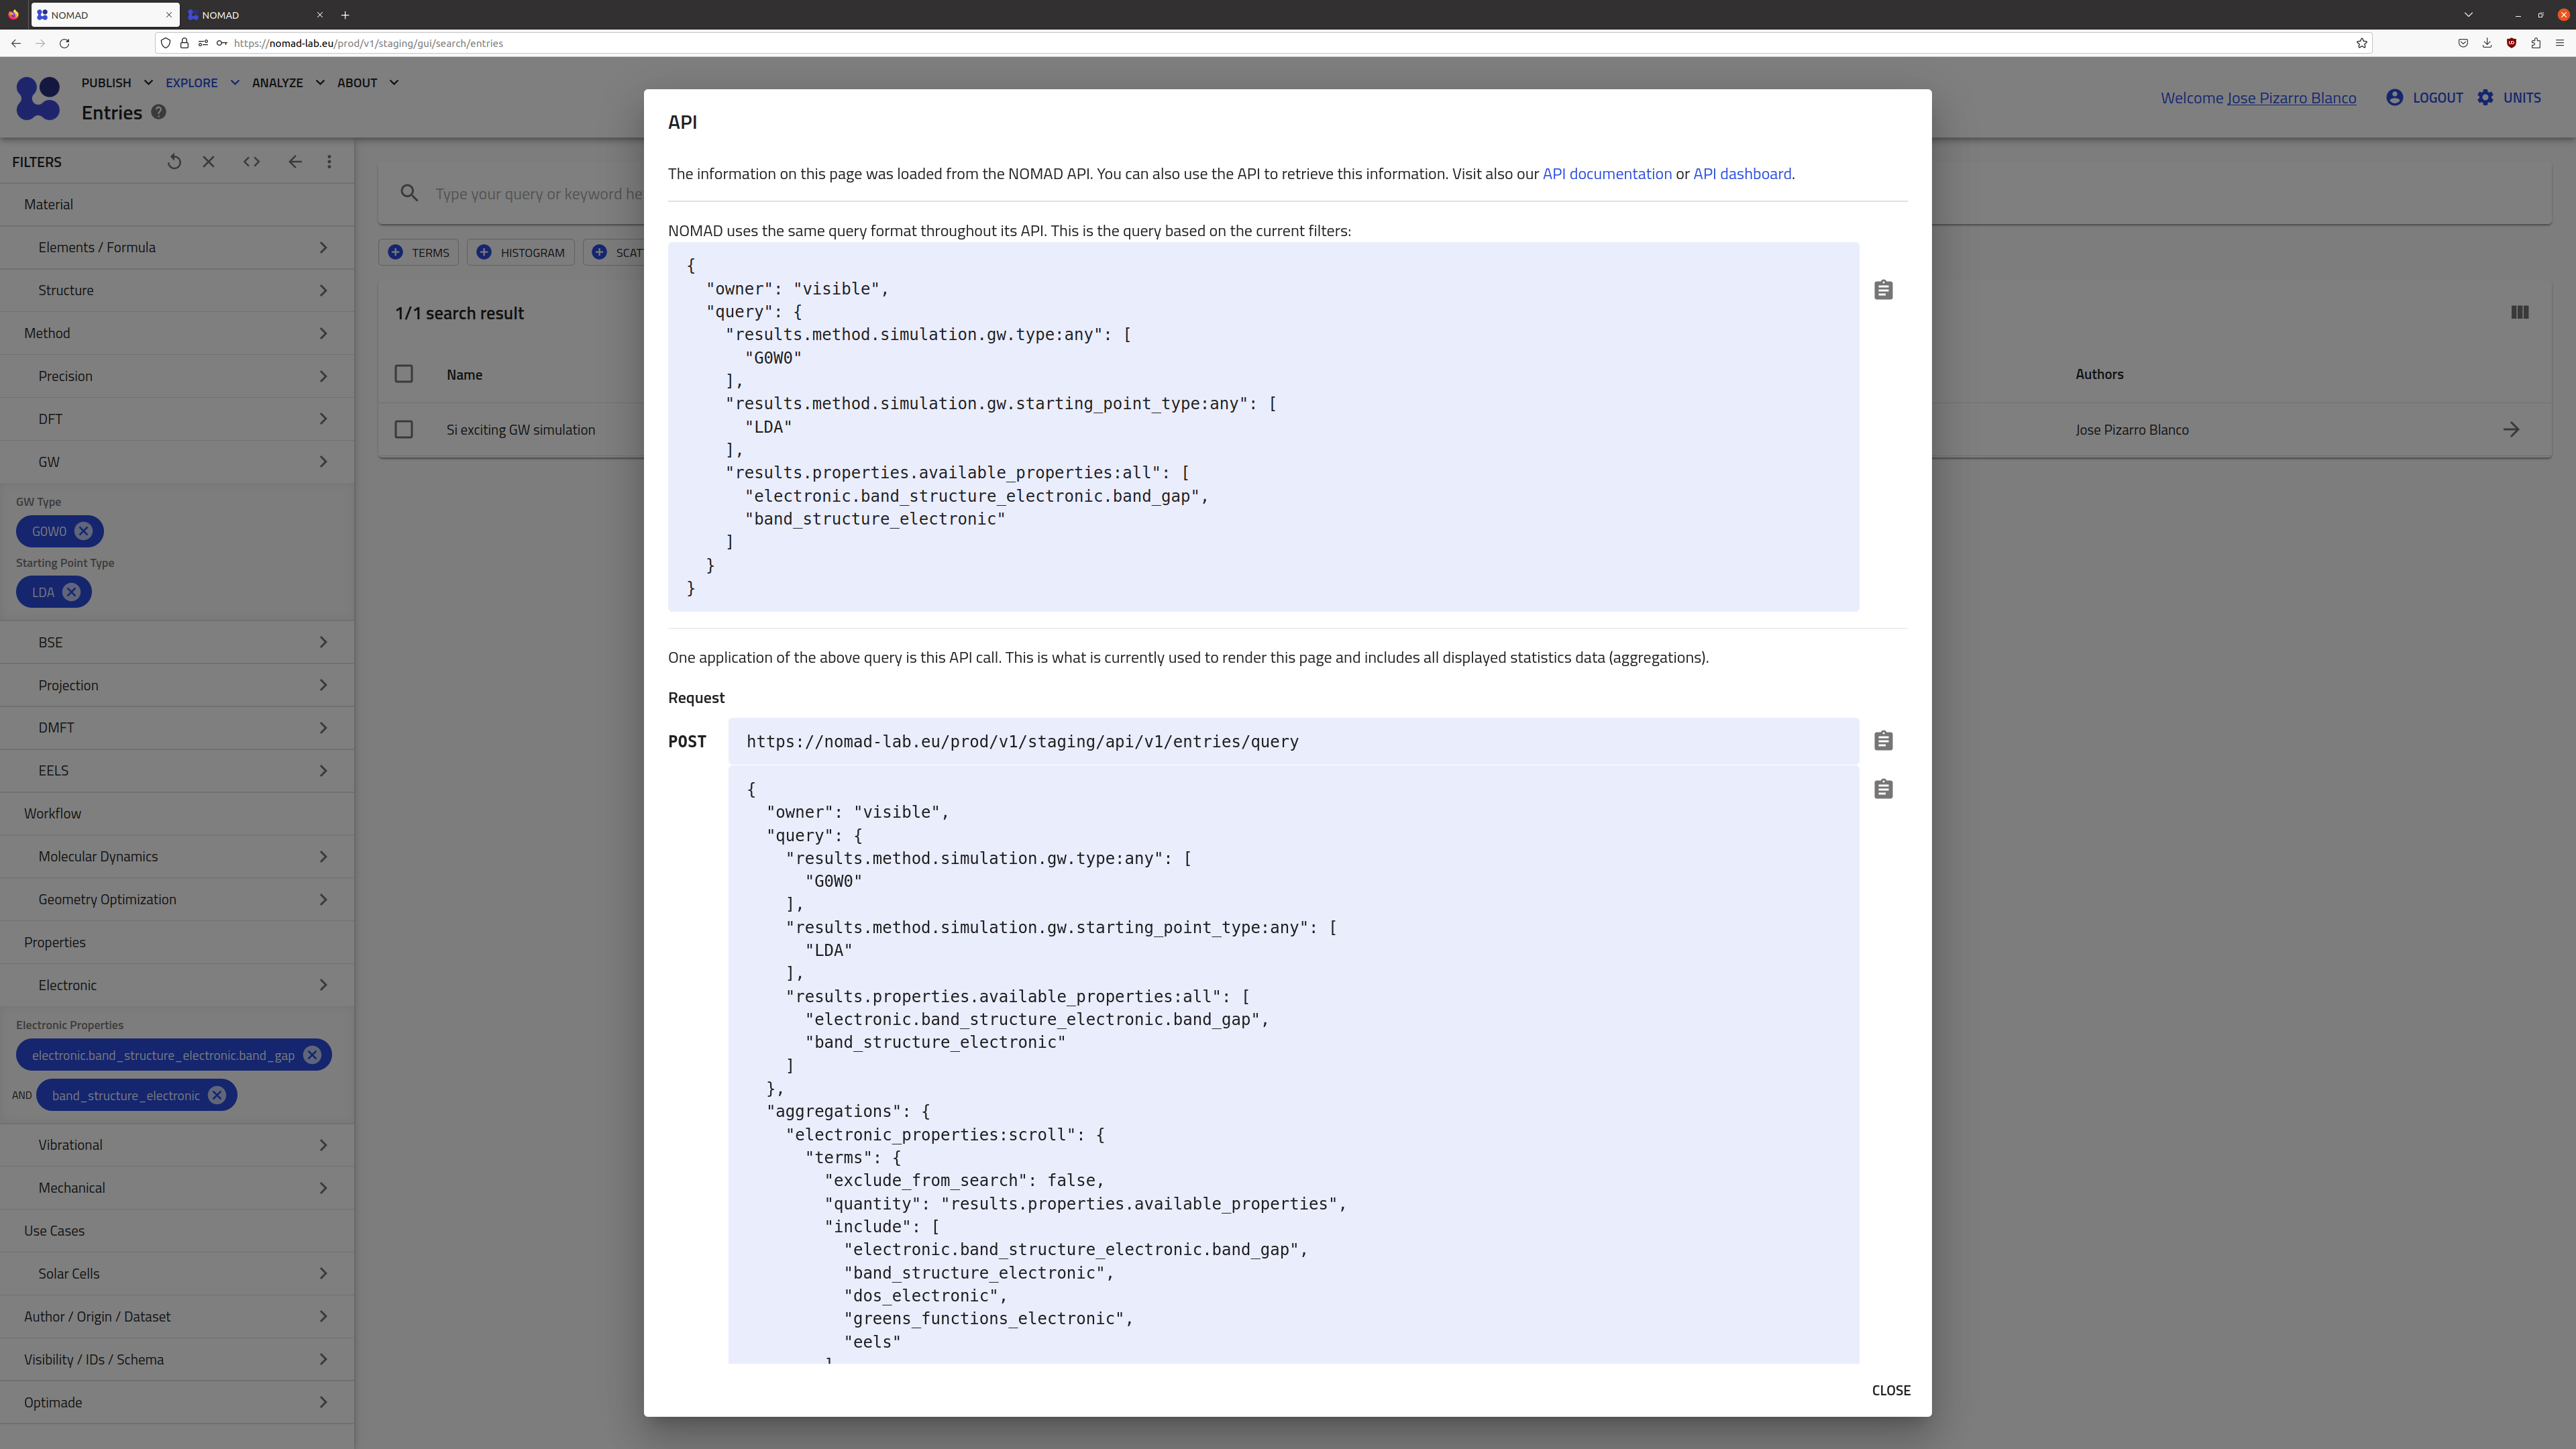 NOMAD
NOMAD
https://nomad-lab.eu/prod/v1/staging/gui/search/entries
PUBLISH EXPLORE ANALYZE ABOUT
Entries ?
Welcome Jose Pizarro Blanco LOGOUT UNITS
FILTERS
Material
Elements / Formula
Structure
Method
Precision
DFT
GW
GW Type
G0W0
Starting Point Type
LDA
BSE
Projection
DMFT
EELS
Workflow
Molecular Dynamics
Geometry Optimization
Properties
Electronic
Electronic Properties
electronic.band_structure_electronic.band_gap
AND band_structure_electronic
Vibrational
Mechanical
Use Cases
Solar Cells
Author / Origin / Dataset
Visibility / IDs / Schema
Optimade
Type your query or keyword he
TERMS HISTOGRAM SCAT
1/1 search result
Name
Authors
Si exciting GW simulation
Jose Pizarro Blanco
API
The information on this page was loaded from the NOMAD API. You can also use the API to retrieve this information. Visit also our API documentation or API dashboard.
NOMAD uses the same query format throughout its API. This is the query based on the current filters:
{
"owner": "visible",
"query": {
"results.method.simulation.gw.type:any": [
"G0W0"
],
"results.method.simulation.gw.starting_point_type:any": [
"LDA"
],
"results.properties.available_properties:all": [
"electronic.band_structure_electronic.band_gap",
"band_structure_electronic"
]
}
}
One application of the above query is this API call. This is what is currently used to render this page and includes all displayed statistics data (aggregations).
Request
POST https://nomad-lab.eu/prod/v1/staging/api/v1/entries/query
{
"owner": "visible",
"query": {
"results.method.simulation.gw.type:any": [
"G0W0"
],
"results.method.simulation.gw.starting_point_type:any": [
"LDA"
],
"results.properties.available_properties:all": [
"electronic.band_structure_electronic.band_gap",
"band_structure_electronic"
]
},
"aggregations": {
"electronic_properties:scroll": {
"terms": {
"exclude_from_search": false,
"quantity": "results.properties.available_properties",
"include": [
"electronic.band_structure_electronic.band_gap",
"band_structure_electronic",
"dos_electronic",
"greens_functions_electronic",
"eels"
]
CLOSE